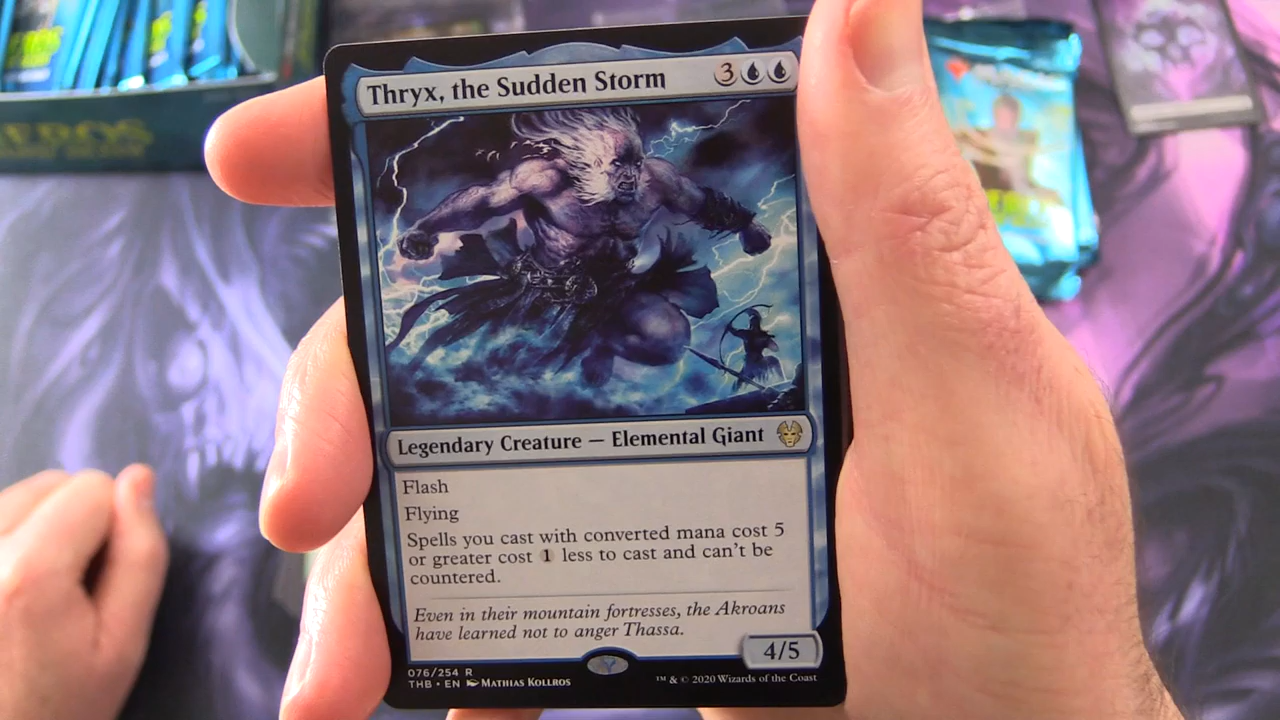 Thryx, the Sudden Storm 3
Legendary Creature — Elemental Giant
Flash
Flying
Spells you cast with converted mana cost 5
or greater cost 1 less to cast and can't be
countered.
Even in their mountain fortresses, the Akroans
have learned not to anger Thassa.
4/5
076/254 R
THB • EN Mathias Kollros
™ & © 2020 Wizards of the Coast